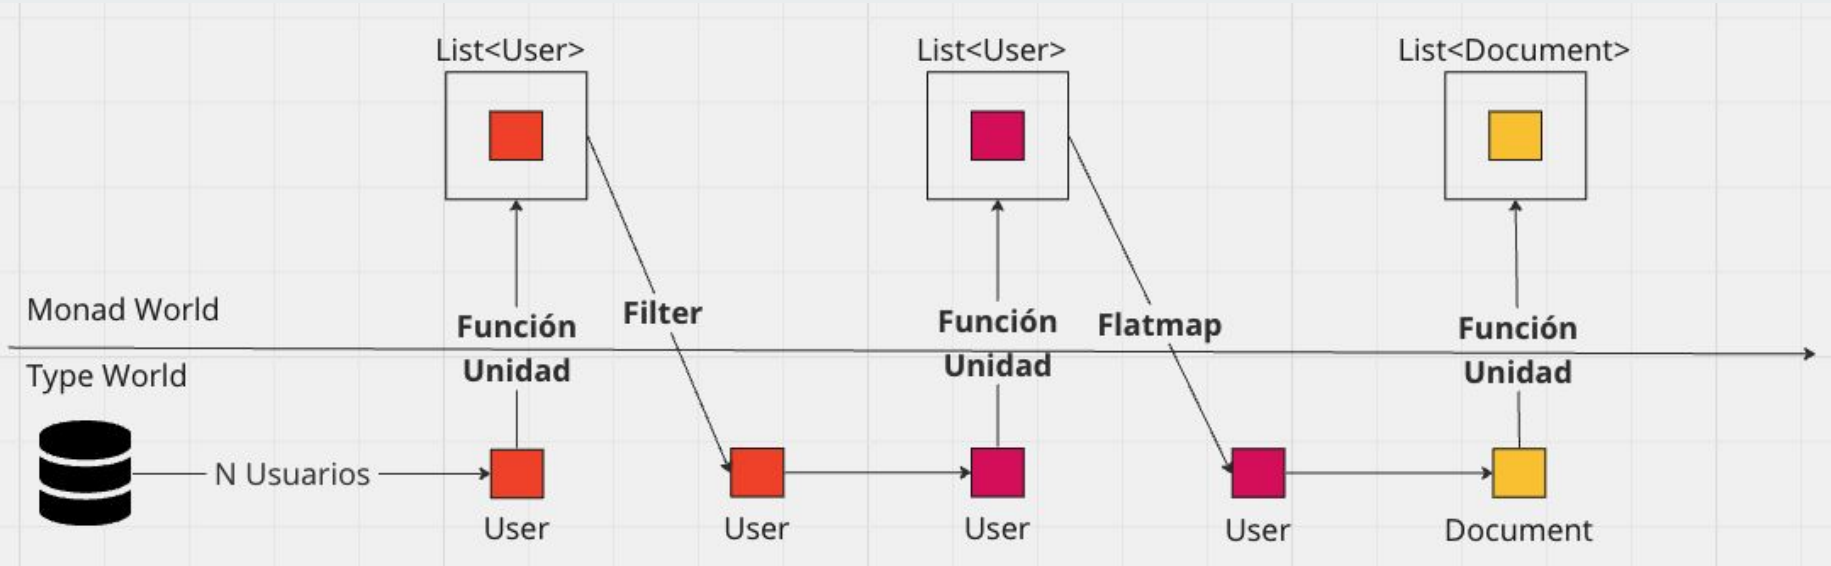 List<User>
List<User>
List<Document>
Monad World
Función
Unidad
Filter
Función
Unidad
Flatmap
Función
Unidad
Type World
N Usuarios
User
User
User
User
Document